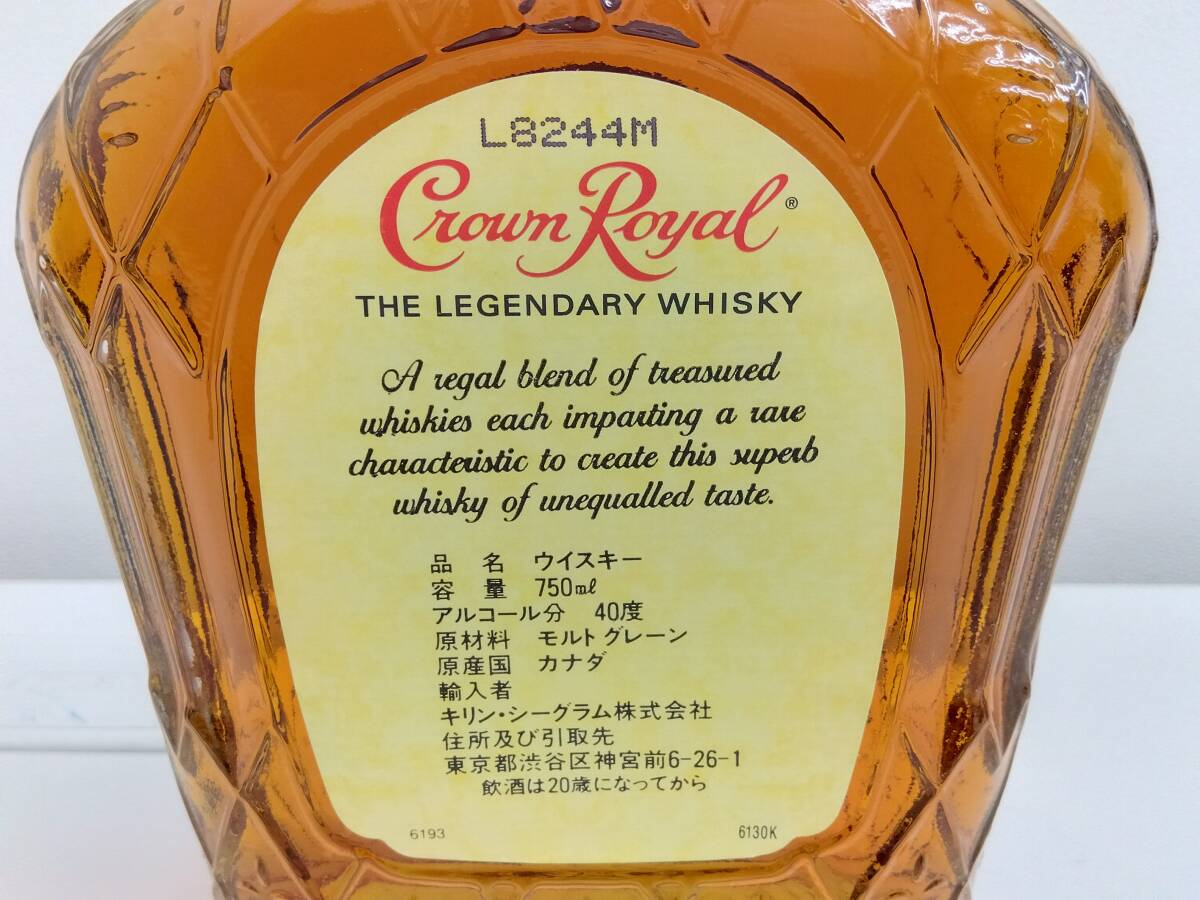 L8244M
Crown Royal®
THE LEGENDARY WHISKY
A regal blend of treasured
whiskies each imparting a rare
characteristic to create this superb
whisky of unequalled taste.
品 名 ウイスキー
容 量 750mℓ
アルコール分 40度
原材料 モルトグレーン
原産国 カナダ
輸入者
キリン・シーグラム株式会社
住所及び引取先
東京都渋谷区神宮前6-26-1
飲酒は20歳になってから
6193 6130K